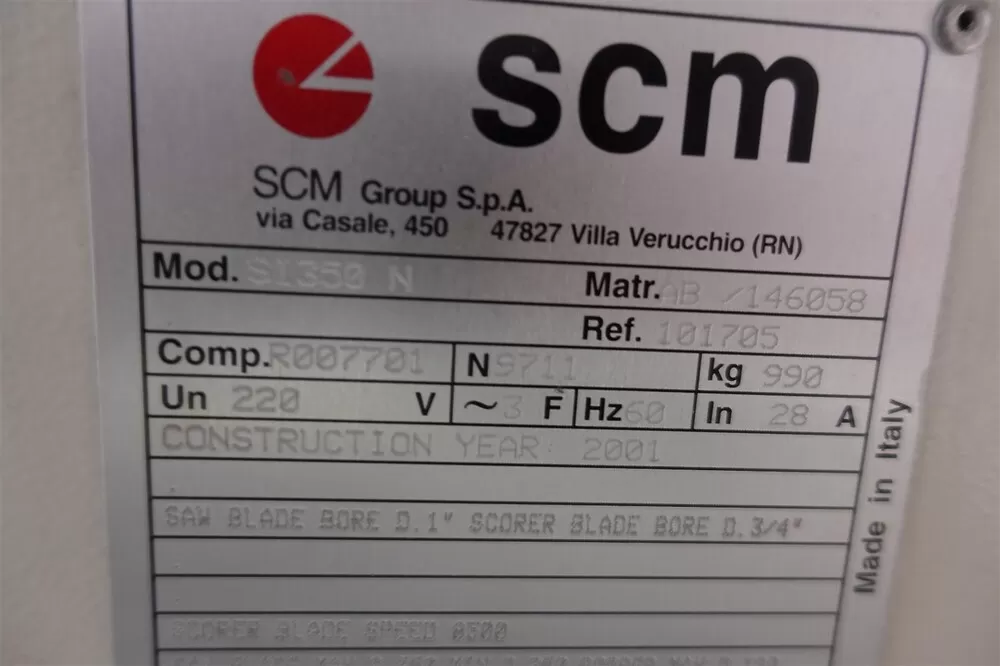 scm
SCM Group S.p.A.
via Casale, 450 47827 Villa Verucchio (RN)
Mod. SI350 N Matr. AB /146058
Ref. 101705
Comp. R007701 N 9711 kg 990
Un 220 V ~ 3 F Hz 60 In 28 A
CONSTRUCTION YEAR: 2001
SAW BLADE BORE D.1" SCORER BLADE BORE D.3/4"
SCORER BLADE SPEED 8500
Made in Italy